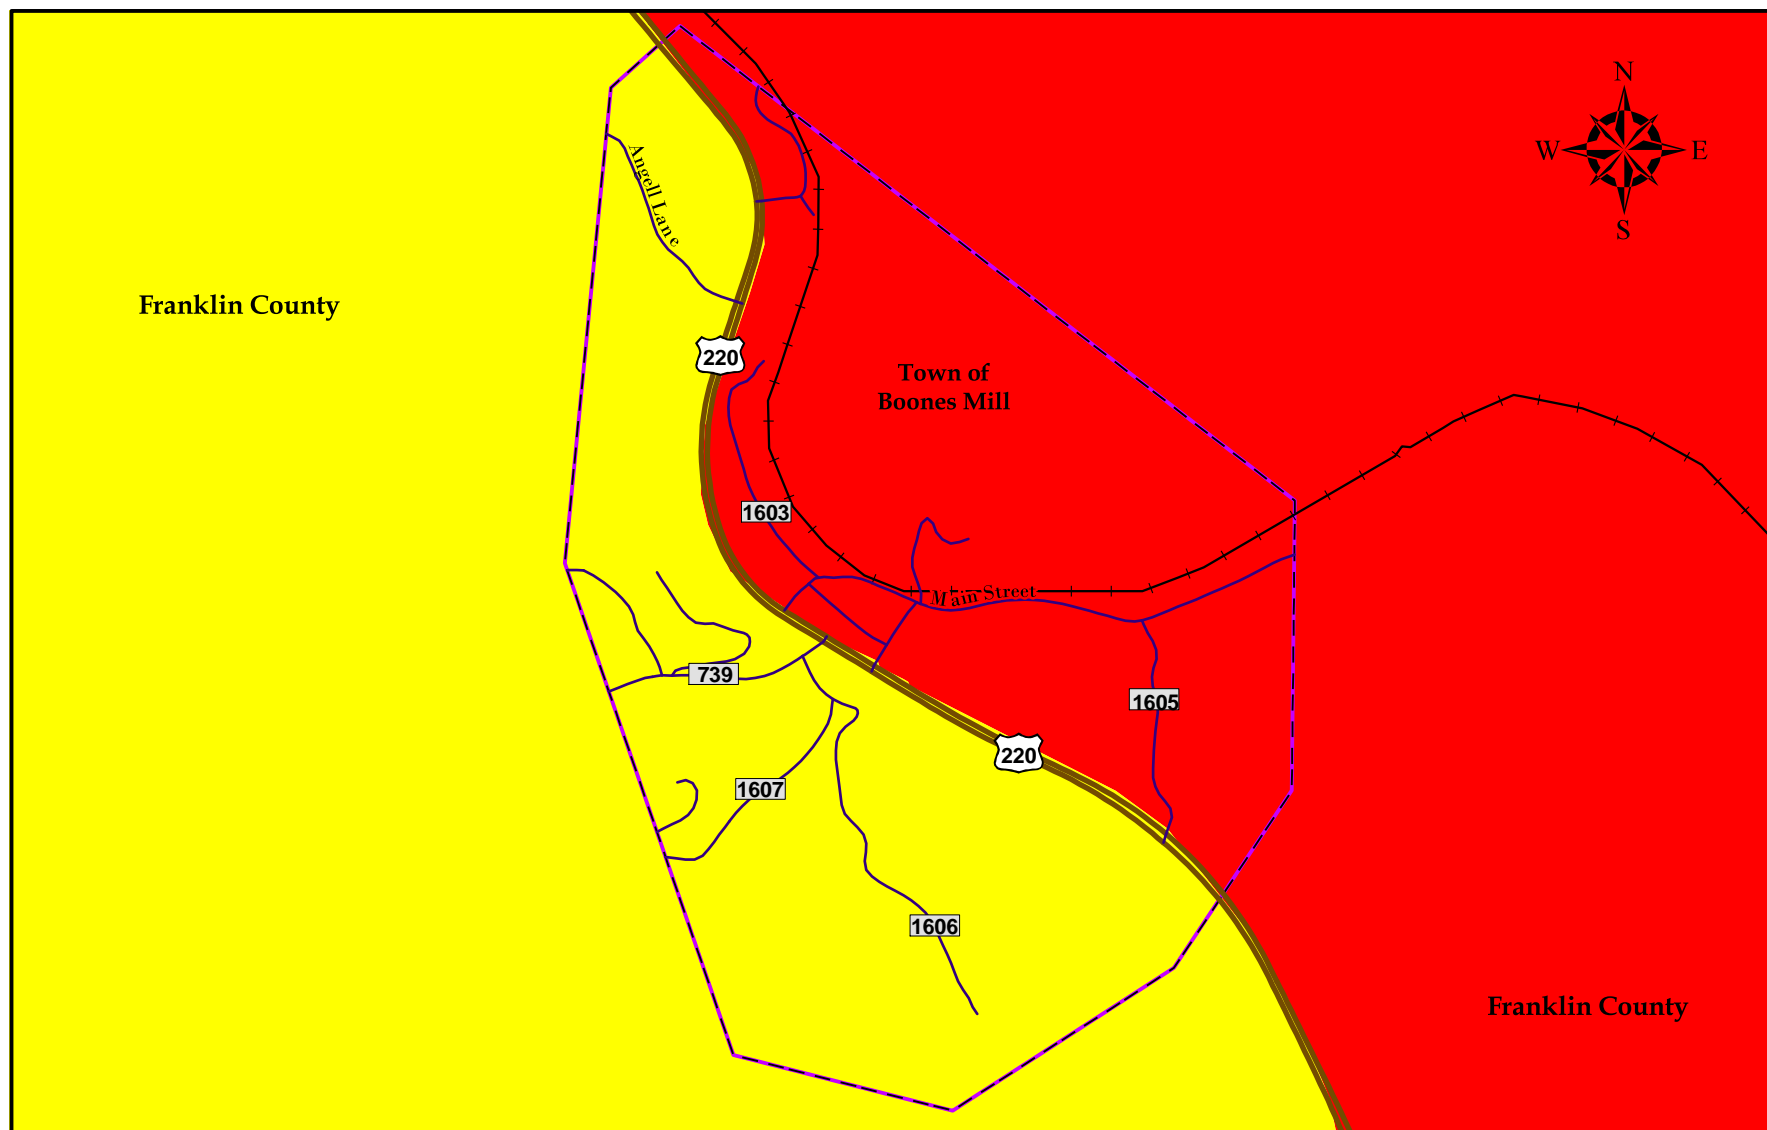 N
W E
S
Angell Lane
Franklin County
220
Town of
Boones Mill
1603
Main Street
739
1605
220
1607
1606
Franklin County